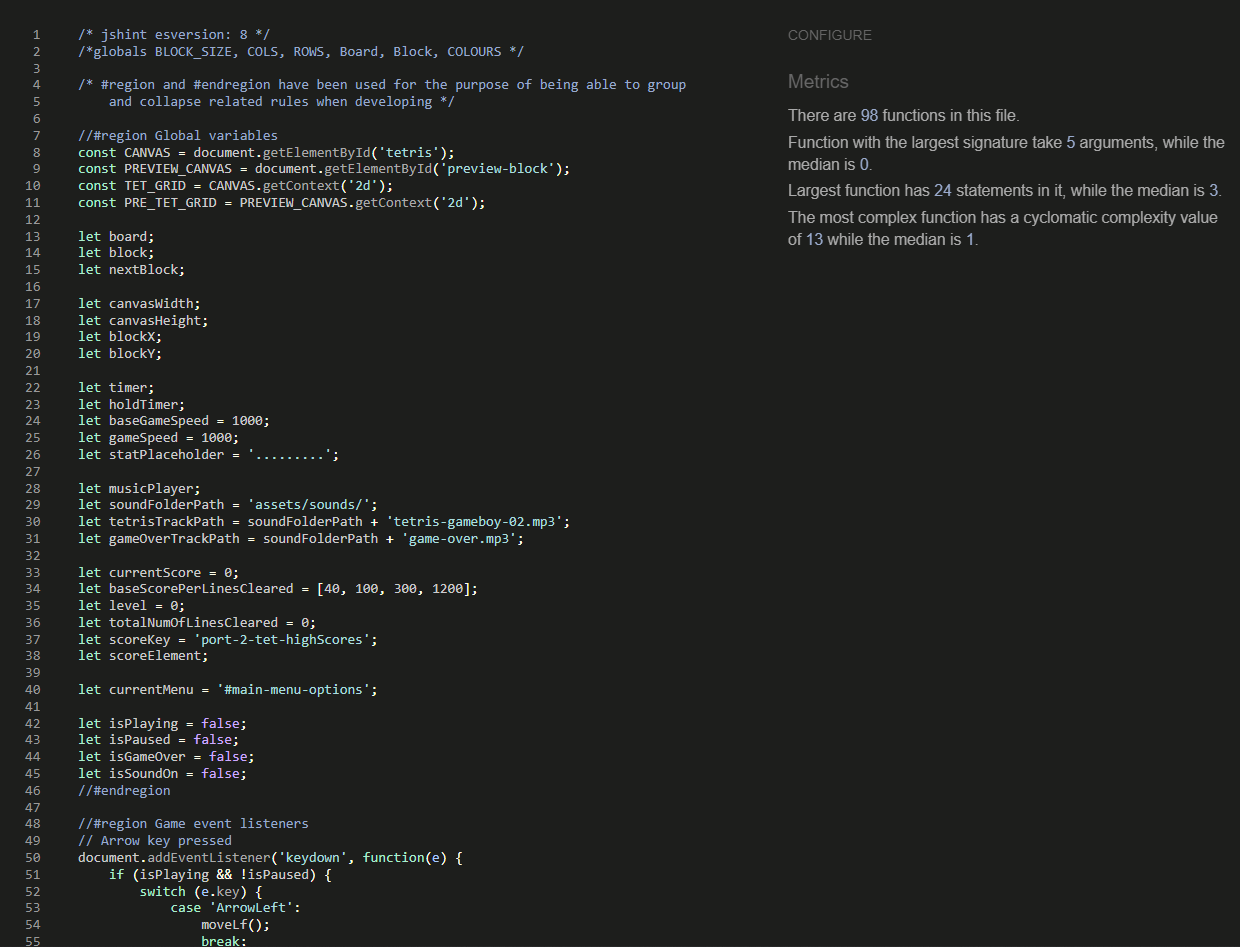 1 /* jshint esversion: 8 */
2 /*globals BLOCK_SIZE, COLS, ROWS, Board, Block, COLOURS */
3
4 /* #region and #endregion have been used for the purpose of being able to group
5     and collapse related rules when developing */
6
7 //#region Global variables
8 const CANVAS = document.getElementById('tetris');
9 const PREVIEW_CANVAS = document.getElementById('preview-block');
10 const TET_GRID = CANVAS.getContext('2d');
11 const PRE_TET_GRID = PREVIEW_CANVAS.getContext('2d');
12
13 let board;
14 let block;
15 let nextBlock;
16
17 let canvasWidth;
18 let canvasHeight;
19 let blockX;
20 let blockY;
21
22 let timer;
23 let holdTimer;
24 let baseGameSpeed = 1000;
25 let gameSpeed = 1000;
26 let statPlaceholder = '.........';
27
28 let musicPlayer;
29 let soundFolderPath = 'assets/sounds/';
30 let tetrisTrackPath = soundFolderPath + 'tetris-gameboy-02.mp3';
31 let gameOverTrackPath = soundFolderPath + 'game-over.mp3';
32
33 let currentScore = 0;
34 let baseScorePerLinesCleared = [40, 100, 300, 1200];
35 let level = 0;
36 let totalNumOfLinesCleared = 0;
37 let scoreKey = 'port-2-tet-highScores';
38 let scoreElement;
39
40 let currentMenu = '#main-menu-options';
41
42 let isPlaying = false;
43 let isPaused = false;
44 let isGameOver = false;
45 let isSoundOn = false;
46 //#endregion
47
48 //#region Game event listeners
49 // Arrow key pressed
50 document.addEventListener('keydown', function(e) {
51     if (isPlaying && !isPaused) {
52         switch (e.key) {
53             case 'ArrowLeft':
54                 moveLf();
55                 break;
CONFIGURE
Metrics
There are 98 functions in this file.
Function with the largest signature take 5 arguments, while the
median is 0.
Largest function has 24 statements in it, while the median is 3.
The most complex function has a cyclomatic complexity value
of 13 while the median is 1.